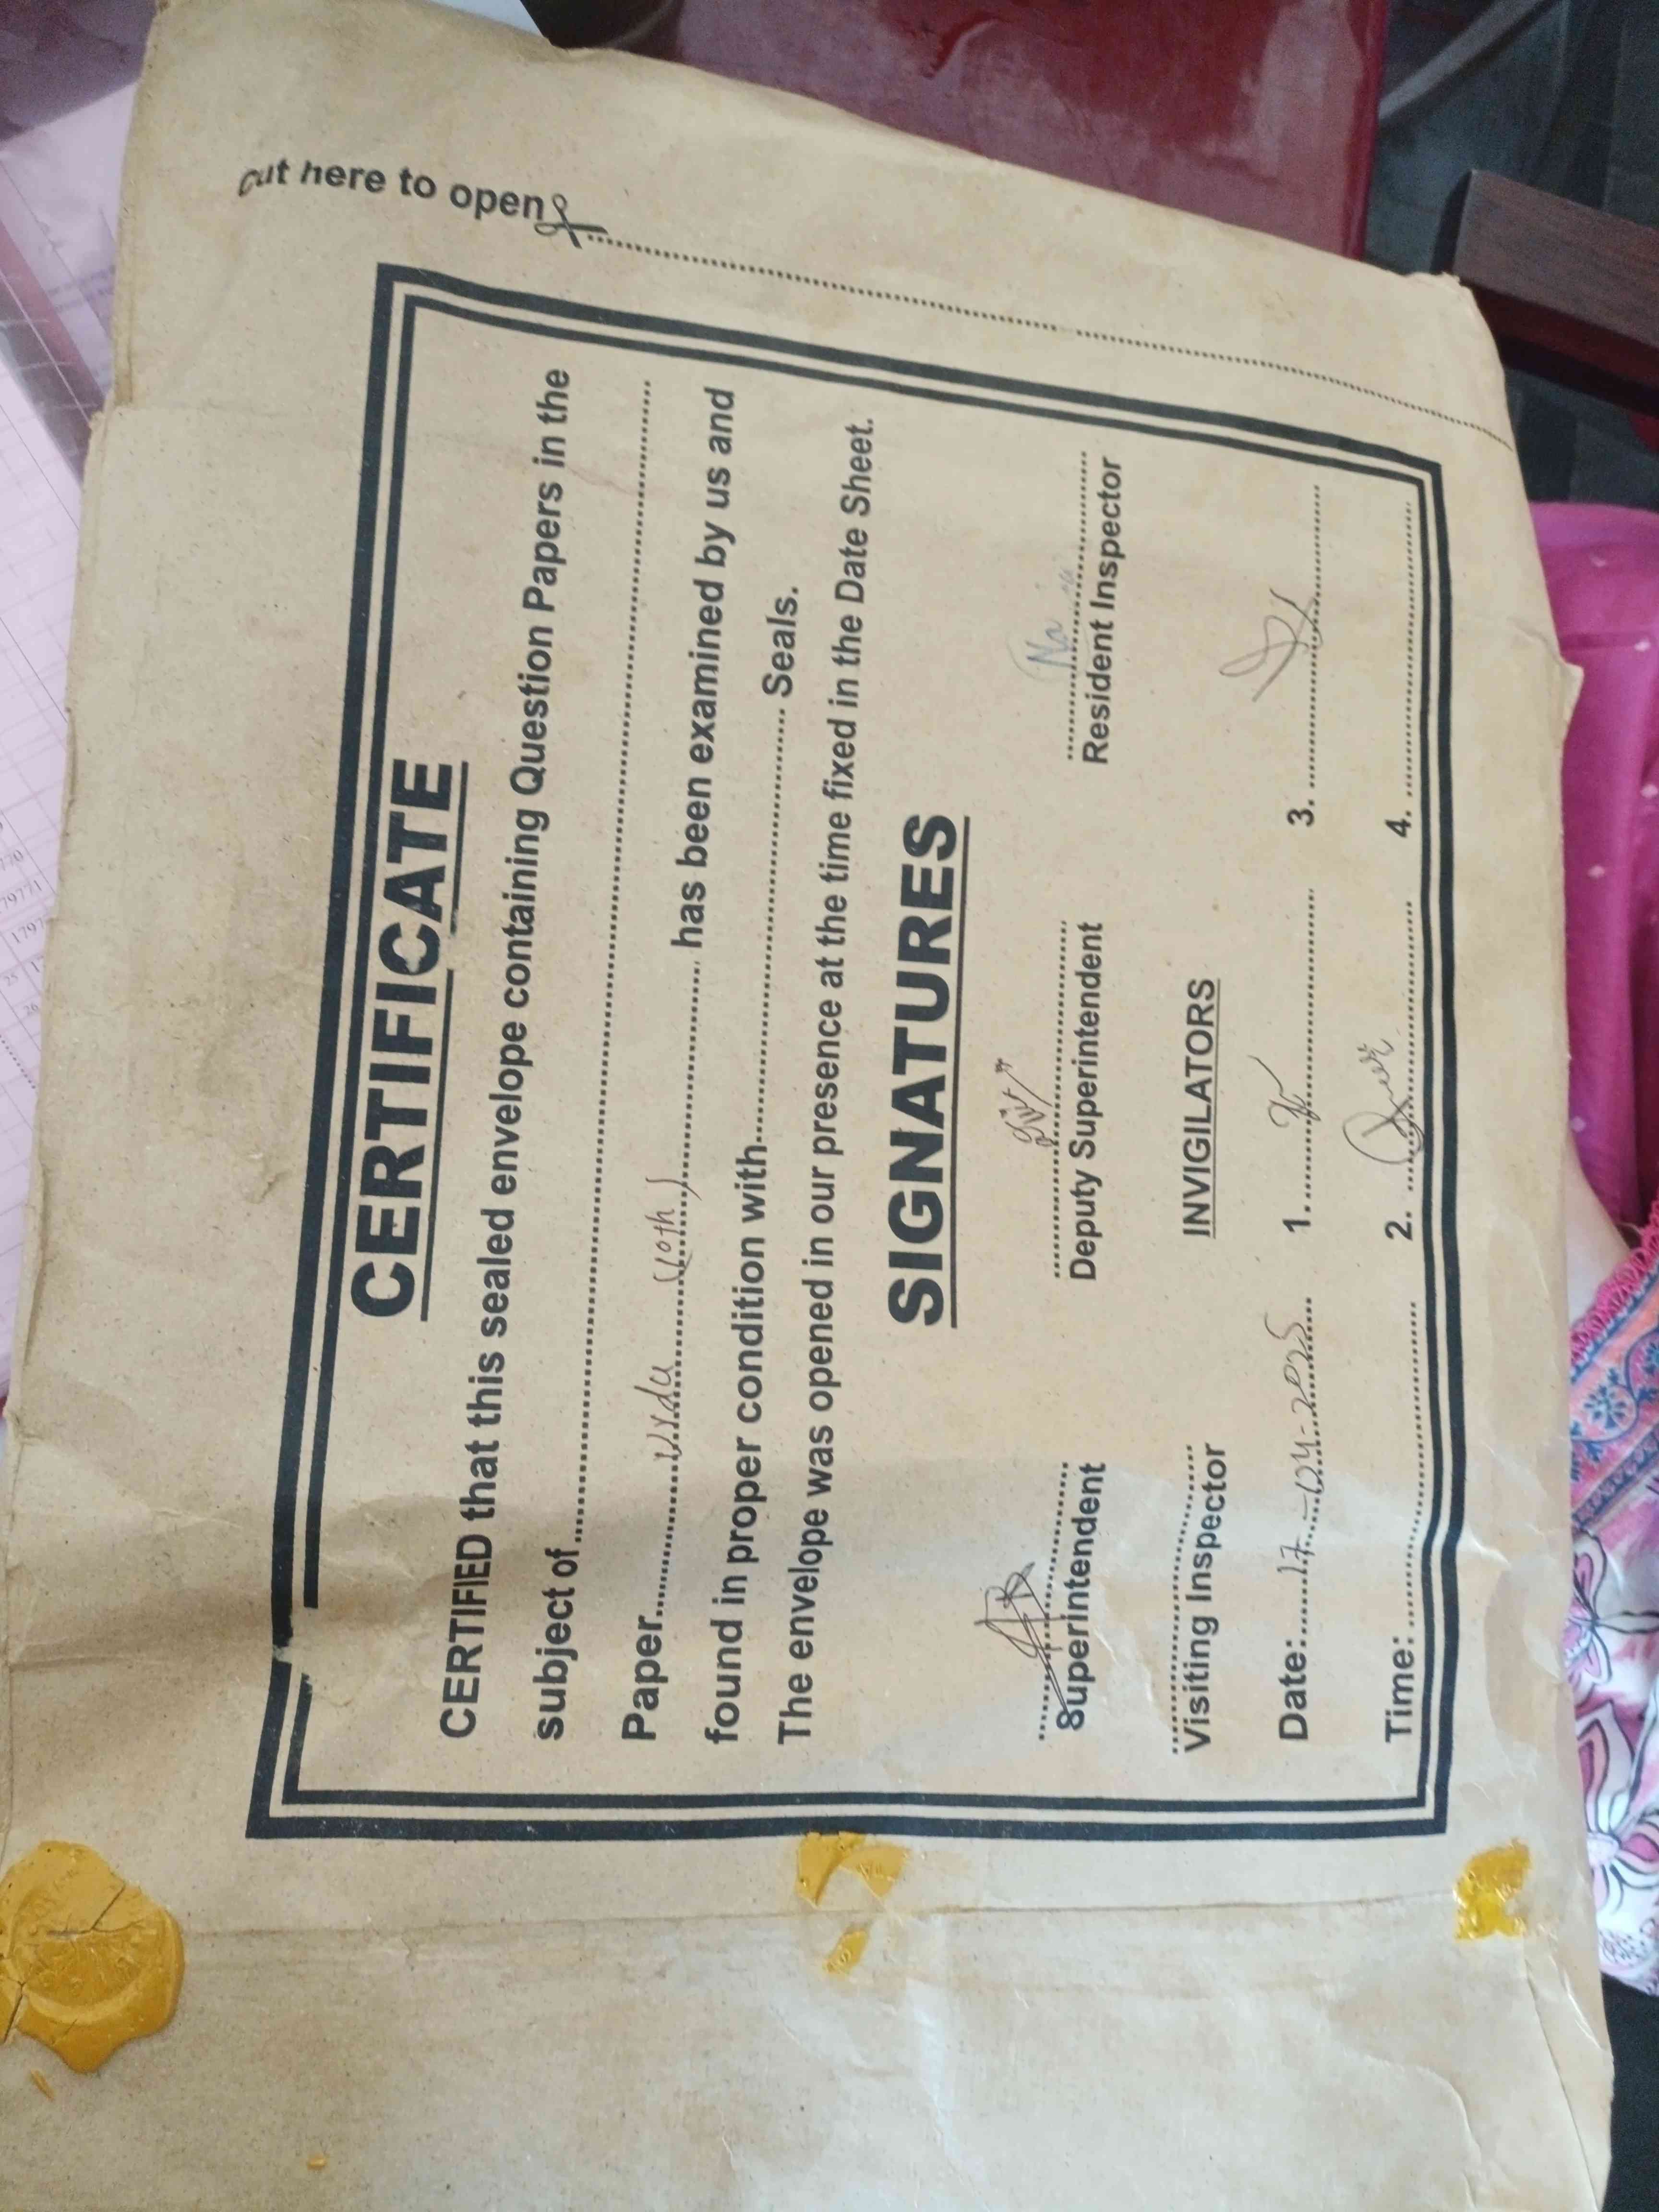 cut here to open
CERTIFICATE
CERTIFIED that this sealed envelope containing Question Papers in the
subject of
Paper Urdu (10th) has been examined by us and
found in proper condition with Seals.
The envelope was opened in our presence at the time fixed in the Date Sheet.
SIGNATURES
Superintendent Deputy Superintendent Resident Inspector
INVIGILATORS
Visiting Inspector
Date: 17-04-2025 1. 3.
Time: 2. 4.